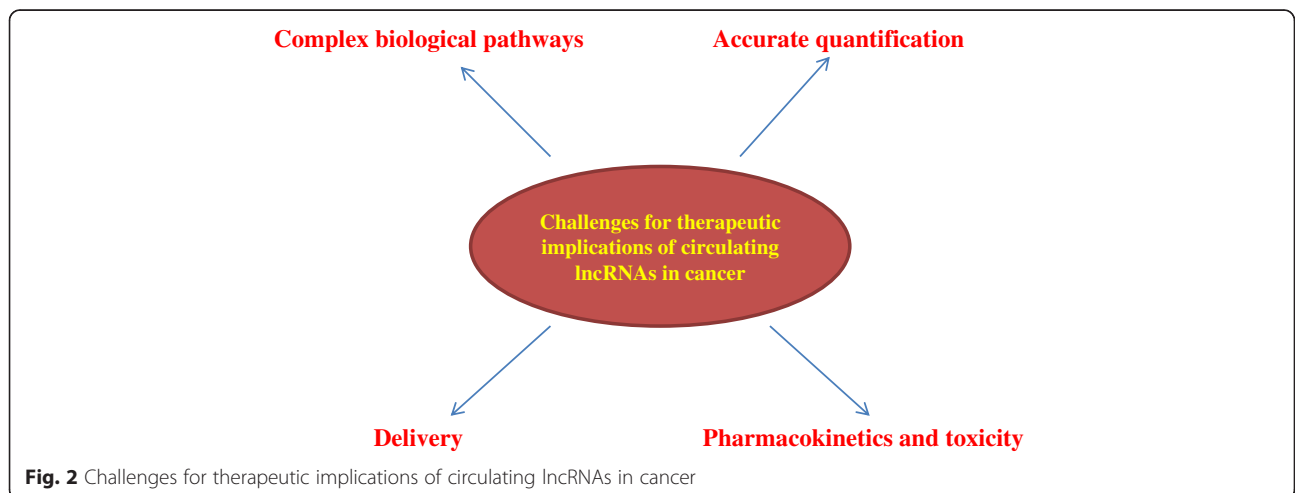 Complex biological pathways
Accurate quantification
Challenges for therapeutic
implications of circulating
lncRNAs in cancer
Delivery
Pharmacokinetics and toxicity
Fig. 2 Challenges for therapeutic implications of circulating lncRNAs in cancer